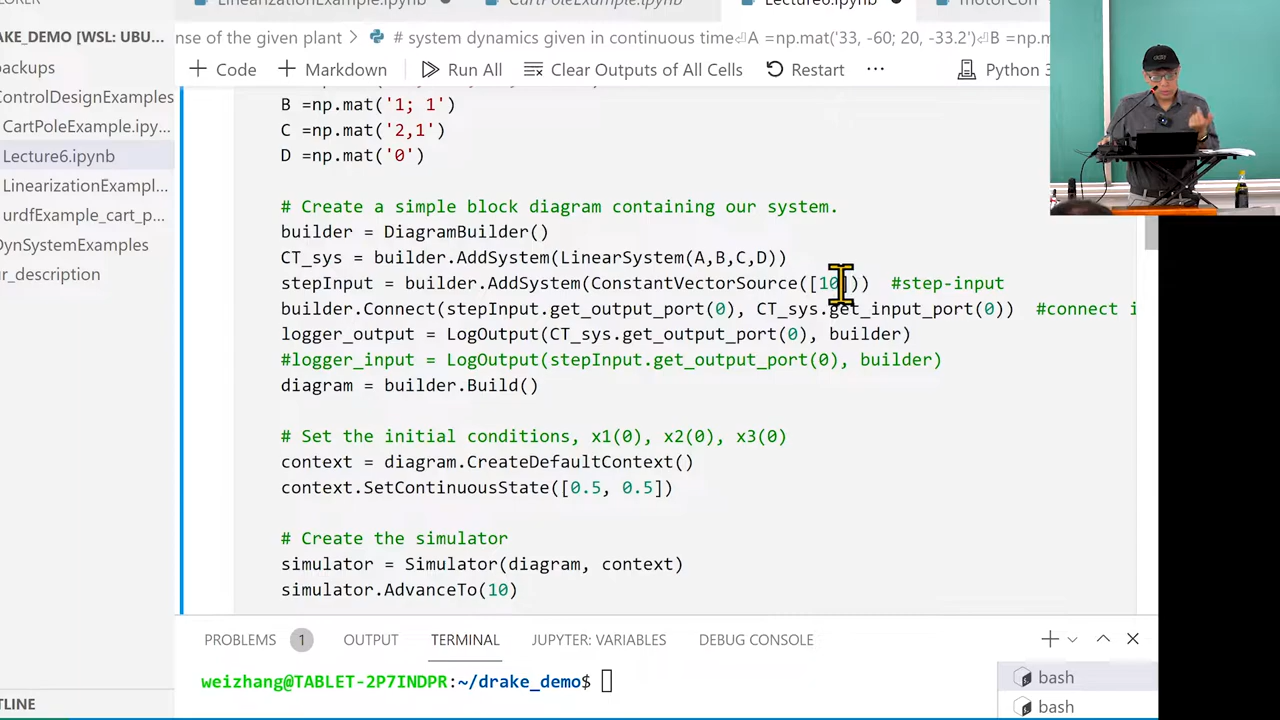 LORER
LinearizationExample.ipynb
CartPoleExample.ipynb
Lecture6.ipynb
motorCon
AKE_DEMO [WSL: UBU...
nse of the given plant > # system dynamics given in continuous time⏎A =np.mat('33, -60; 20, -33.2')⏎B =np.m
+ Code + Markdown Run All Clear Outputs of All Cells Restart ... Python 3
backups
ControlDesignExamples
CartPoleExample.ipy...
Lecture6.ipynb
LinearizationExampl...
urdfExample_cart_p...
DynSystemExamples
r_description
B =np.mat('1; 1')
C =np.mat('2,1')
D =np.mat('0')
# Create a simple block diagram containing our system.
builder = DiagramBuilder()
CT_sys = builder.AddSystem(LinearSystem(A,B,C,D))
stepInput = builder.AddSystem(ConstantVectorSource([10])) #step-input
builder.Connect(stepInput.get_output_port(0), CT_sys.get_input_port(0)) #connect i
logger_output = LogOutput(CT_sys.get_output_port(0), builder)
#logger_input = LogOutput(stepInput.get_output_port(0), builder)
diagram = builder.Build()
# Set the initial conditions, x1(0), x2(0), x3(0)
context = diagram.CreateDefaultContext()
context.SetContinuousState([0.5, 0.5])
# Create the simulator
simulator = Simulator(diagram, context)
simulator.AdvanceTo(10)
PROBLEMS 1 OUTPUT TERMINAL JUPYTER: VARIABLES DEBUG CONSOLE
weizhang@TABLET-2P7INDPR:~/drake_demo$
bash
bash
TLINE